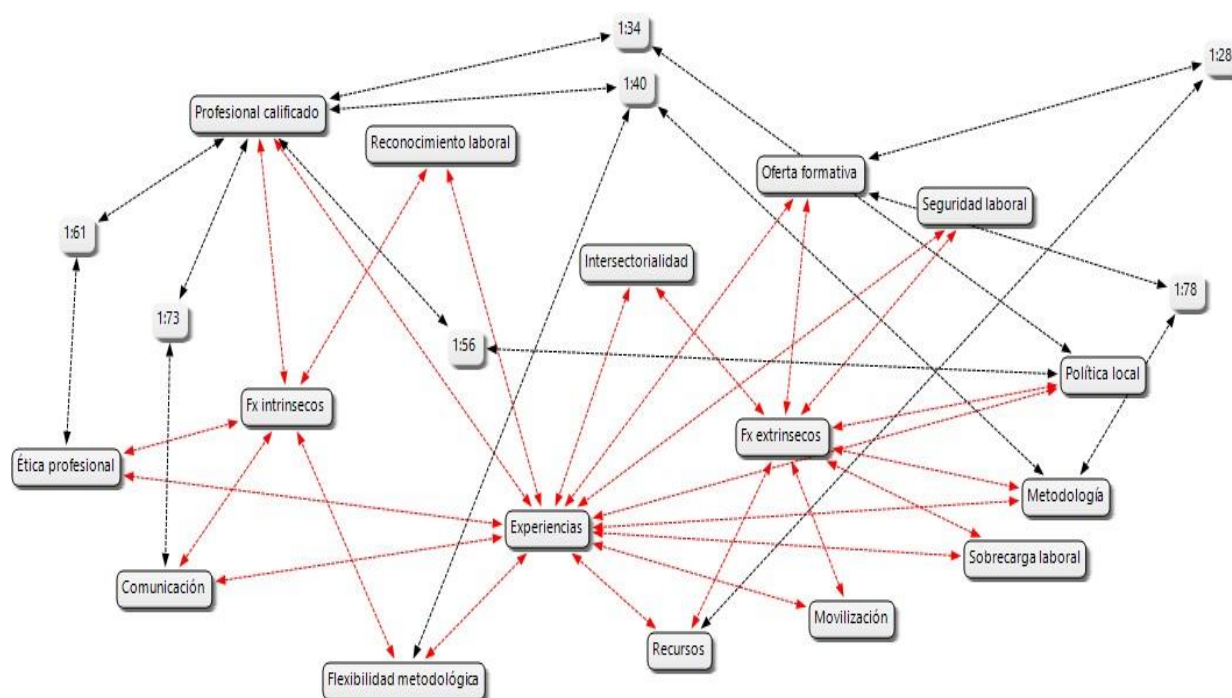 1:34
1:28
1:40
Profesional calificado
Reconocimiento laboral
Oferta formativa
Seguridad laboral
1:61
Intersectorialidad
1:78
1:73
1:56
Política local
Fx intrinsecos
Fx extrinsecos
Ética profesional
Metodología
Experiencias
Sobrecarga laboral
Comunicación
Movilización
Recursos
Flexibilidad metodológica